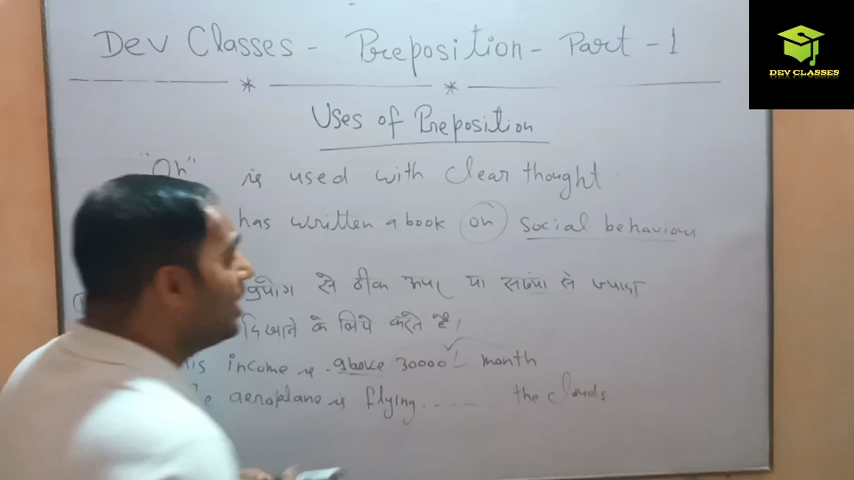 Dev Classes - Preposition - Part - 1
DEV CLASSES
Uses of Preposition
"On" is used with clear thought
has written a book on social behaviour
से ठीक ऊपर या संख्या से ज्यादा
दिखाने के लिये करते है।
income is above 30000/- month
aeroplane is flying ........ the clouds